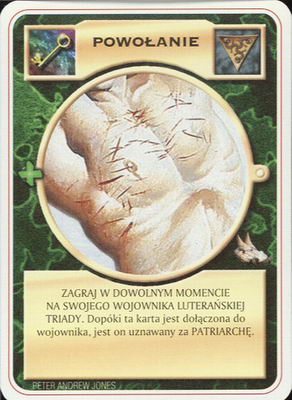 POWOŁANIE
ZAGRAJ W DOWOLNYM MOMENCIE
NA SWOJEGO WOJOWNIKA LUTERAŃSKIEJ
TRIADY. Dopóki ta karta jest dołączona do
wojownika, jest on uznawany za PATRIARCHĘ.
PETER ANDREW JONES